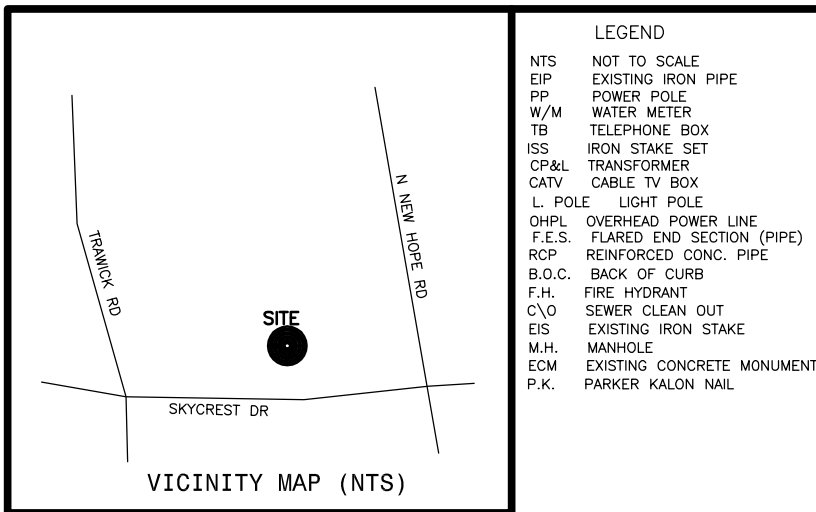 TRAWICK RD
N NEW HOPE RD
SITE
SKYCREST DR
VICINITY MAP (NTS)
LEGEND
NTS NOT TO SCALE
EIP EXISTING IRON PIPE
PP POWER POLE
W/M WATER METER
TB TELEPHONE BOX
ISS IRON STAKE SET
CP&L TRANSFORMER
CATV CABLE TV BOX
L. POLE LIGHT POLE
OHPL OVERHEAD POWER LINE
F.E.S. FLARED END SECTION (PIPE)
RCP REINFORCED CONC. PIPE
B.O.C. BACK OF CURB
F.H. FIRE HYDRANT
C\O SEWER CLEAN OUT
EIS EXISTING IRON STAKE
M.H. MANHOLE
ECM EXISTING CONCRETE MONUMENT
P.K. PARKER KALON NAIL